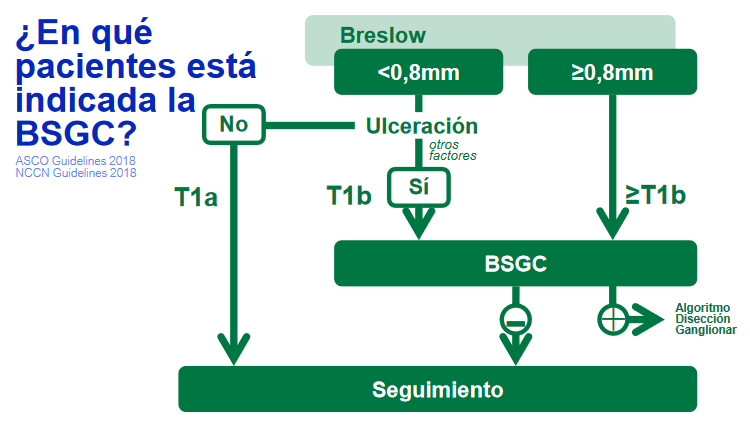 ¿En qué
pacientes está
indicada la
BSGC?
ASCO Guidelines 2018
NCCN Guidelines 2018
Breslow
<0,8mm
≥0,8mm
No
Ulceración
otros
factores
Sí
T1a
T1b
≥T1b
BSGC
Algoritmo
Disección
Ganglionar
Seguimiento